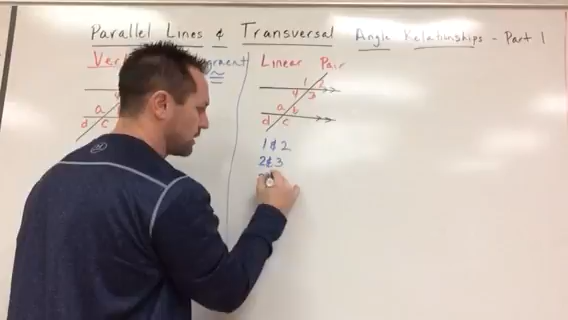 Parallel Lines & Transversal Angle Relationships - Part 1
Linear Pair
1 2
4 3
a b
d c
a
d c
1 & 2
2 & 3